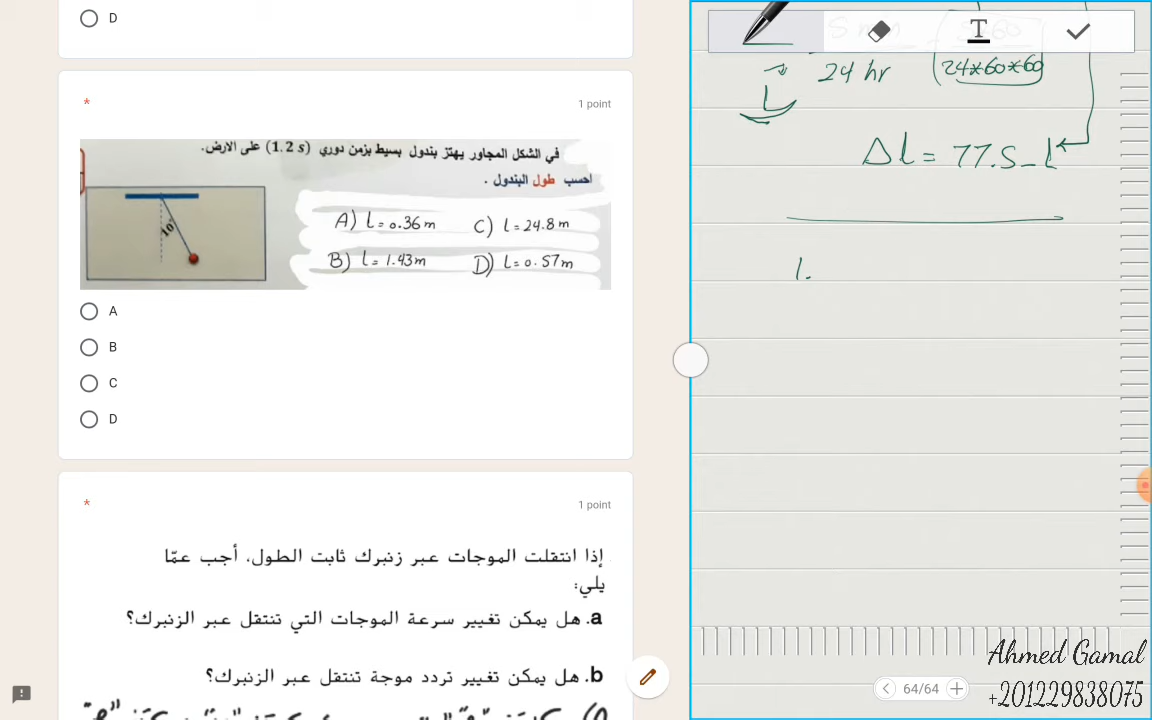 D
*
1 point
في الشكل المجاور يهتز بندول بسيط بزمن دوري (1.2 s) على الارض.
احسب طول البندول .
10°
A) l = 0.36 m
C) l = 24.8 m
B) l = 1.43 m
D) l = 0.57 m
A
B
C
D
*
1 point
إذا انتقلت الموجات عبر زنبرك ثابت الطول، أجب عمّا
يلي:
a. هل يمكن تغيير سرعة الموجات التي تنتقل عبر الزنبرك؟
b. هل يمكن تغيير تردد موجة تنتقل عبر الزنبرك؟
T
24 hr
24*60*60
Δl = 77.5 - l
1.
64/64
Ahmed Gamal
+201229838075